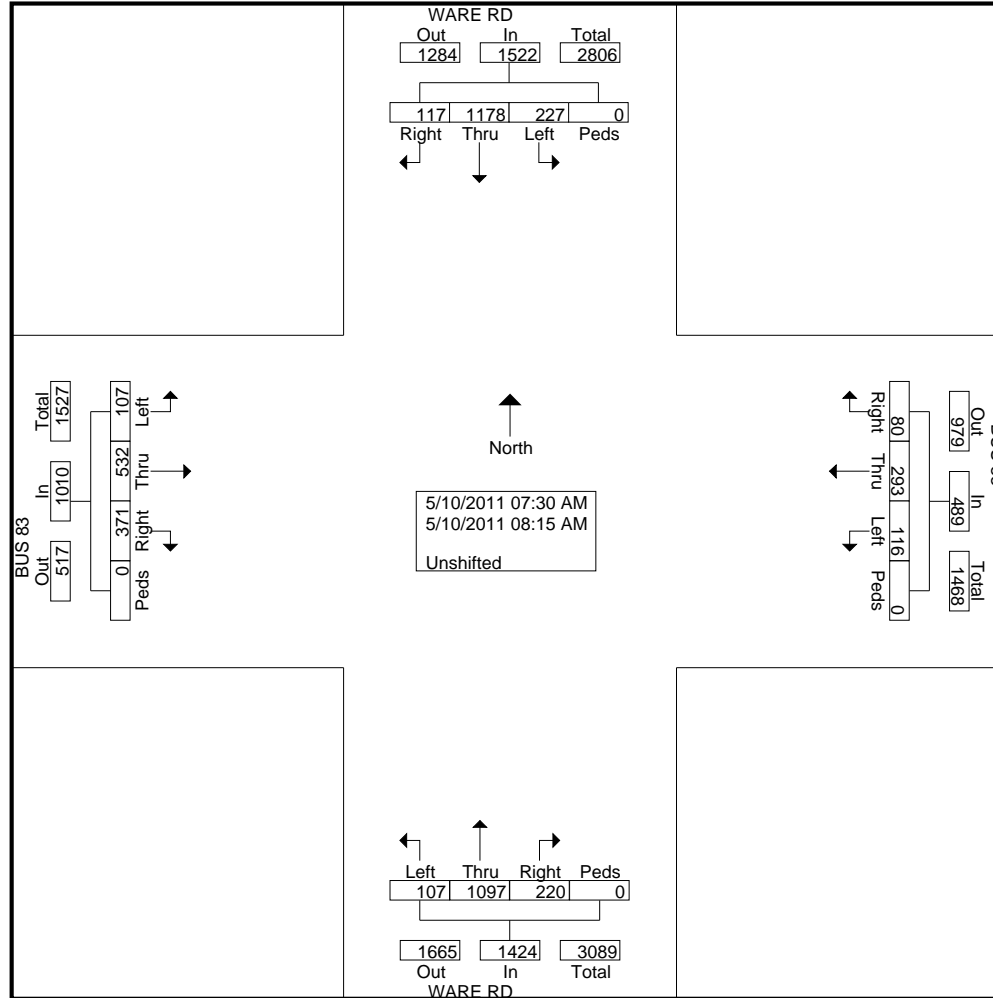 WARE RD
Out In Total
1284 1522 2806
117 1178 227 0
Right Thru Left Peds
BUS 83
Total 1527
In 1010
Out 517
Left 107
Thru 532
Right 371
Peds 0
North
5/10/2011 07:30 AM
5/10/2011 08:15 AM
Unshifted
Right 80
Thru 293
Left 116
Peds 0
Out 979
In 489
Total 1468
Left Thru Right Peds
107 1097 220 0
1665 1424 3089
Out In Total
WARE RD